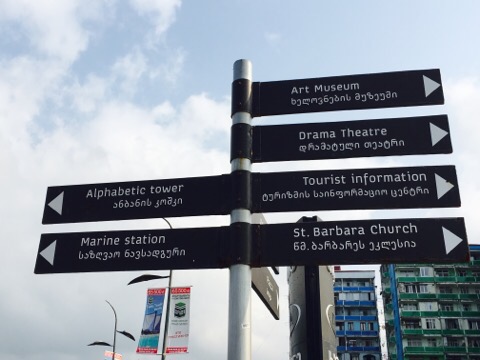 Art Museum
ხელოვნების მუზეუმი
Drama Theatre
დრამატული თეატრი
Alphabetic tower
ანბანის კოშკი
Tourist information
ტურიზმის საინფორმაციო ცენტრი
Marine station
საზღვაო ნავსადგური
St. Barbara Church
წმ. ბარბარეს ეკლესია